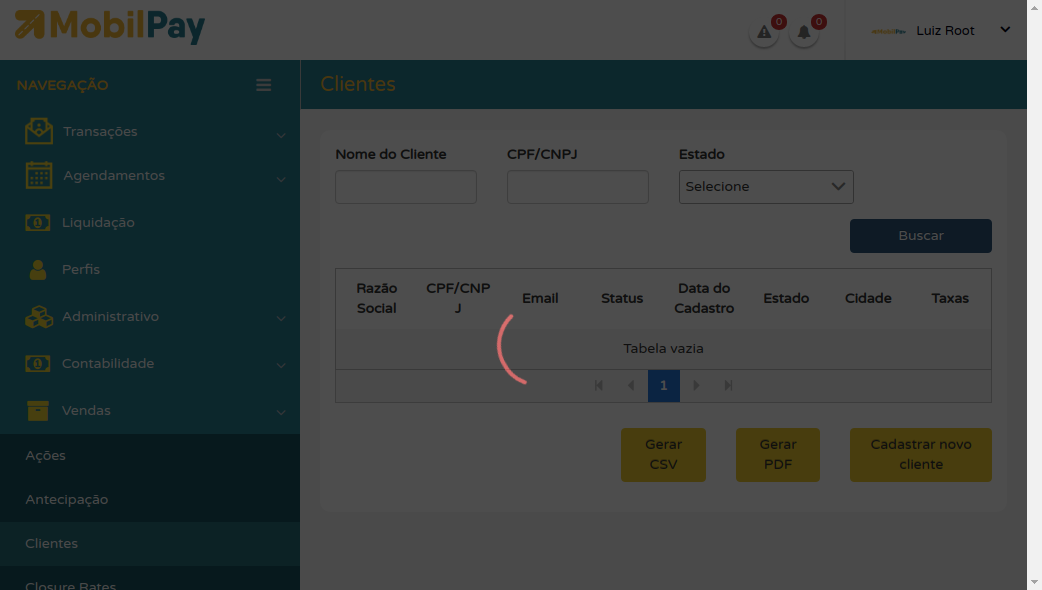 MobilPay
0
0
MobilPay
Luiz Root
NAVEGAÇÃO
Clientes
Transações
Agendamentos
Liquidação
Perfis
Administrativo
Contabilidade
Vendas
Ações
Antecipação
Clientes
Closure Rates
Nome do Cliente
CPF/CNPJ
Estado
Selecione
Buscar
Razão
Social
CPF/CNP
J
Email
Status
Data do
Cadastro
Estado
Cidade
Taxas
Tabela vazia
1
Gerar
CSV
Gerar
PDF
Cadastrar novo
cliente